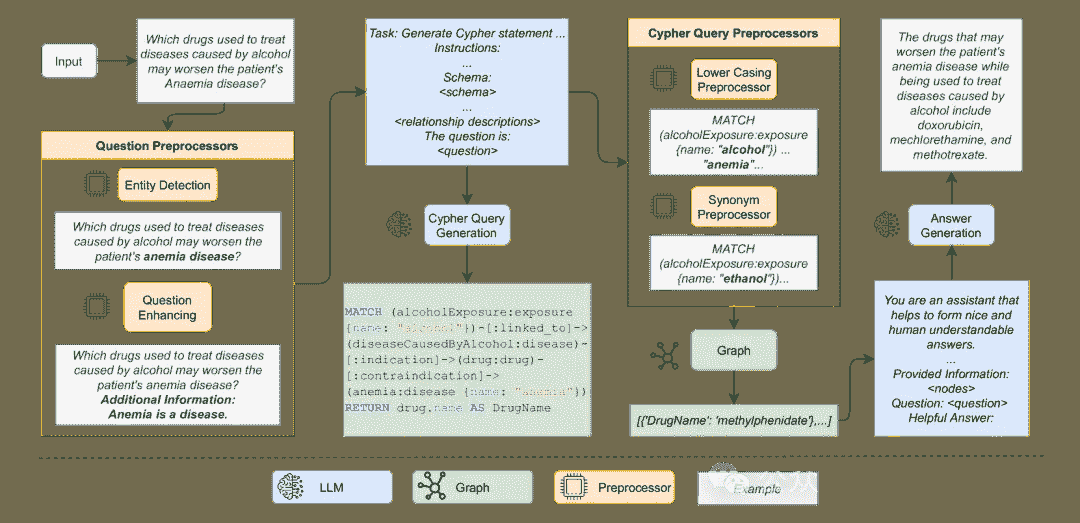 Input
Which drugs used to treat
diseases caused by alcohol
may worsen the patient's
Anaemia disease?
Question Preprocessors
Entity Detection
Which drugs used to treat diseases
caused by alcohol may worsen the
patient's anemia disease?
Question
Enhancing
Which drugs used to treat diseases
caused by alcohol may worsen the
patient's anemia disease?
Additional Information:
Anemia is a disease.
Task: Generate Cypher statement ...
Instructions:
...
Schema:
<schema>
...
<relationship descriptions>
The question is:
<question>
Cypher Query
Generation
MATCH (alcoholExposure:exposure
{name: "alcohol"})-[:linked_to]->
(diseaseCausedByAlcohol:disease)-
[:indication]->(drug:drug)-
[:contraindication]->
(anemia:disease {name: "anemia"})
RETURN drug.name AS DrugName
Cypher Query Preprocessors
Lower Casing
Preprocessor
MATCH
(alcoholExposure:exposure
{name: "alcohol"}) ...
"anemia"...
Synonym
Preprocessor
MATCH
(alcoholExposure:exposure
{name: "ethanol"})...
Graph
[{'DrugName': 'methylphenidate'},...]
The drugs that may
worsen the patient's
anemia disease while
being used to treat
diseases caused by
alcohol include
doxorubicin,
mechlorethamine, and
methotrexate.
Answer
Generation
You are an assistant that
helps to form nice and
human understandable
answers.
...
Provided Information:
<nodes>
Question: <question>
Helpful Answer:
LLM
Graph
Preprocessor
Example